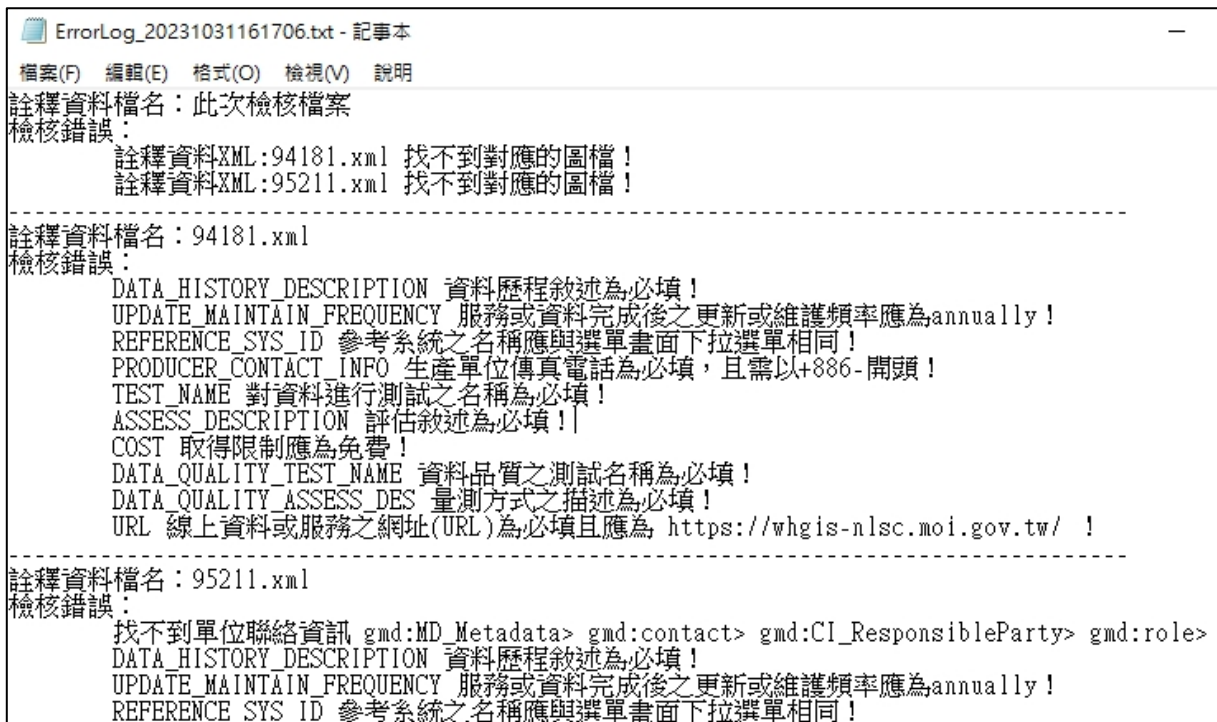 ErrorLog_20231031161706.txt - 記事本
檔案(F) 編輯(E) 格式(O) 檢視(V) 說明
詮釋資料檔名：此次檢核檔案
檢核錯誤：
詮釋資料XML:94181.xml 找不到對應的圖檔！
詮釋資料XML:95211.xml 找不到對應的圖檔！
詮釋資料檔名：94181.xml
檢核錯誤：
DATA_HISTORY_DESCRIPTION 資料歷程敘述為必填！
UPDATE_MAINTAIN_FREQUENCY 服務或資料完成後之更新或維護頻率應為annually！
REFERENCE_SYS_ID 參考系統之名稱應與選單畫面下拉選單相同！
PRODUCER_CONTACT_INFO 生產單位傳真電話為必填，且需以+886-開頭！
TEST_NAME 對資料進行測試之名稱為必填！
ASSESS_DESCRIPTION 評估敘述為必填！
COST 取得限制應為免費！
DATA_QUALITY_TEST_NAME 資料品質之測試名稱為必填！
DATA_QUALITY_ASSESS_DES 量測方式之描述為必填！
URL 線上資料或服務之網址(URL)為必填且應為 https://whgis-nlsc.moi.gov.tw/ ！
詮釋資料檔名：95211.xml
檢核錯誤：
找不到單位聯絡資訊 gmd:MD_Metadata> gmd:contact> gmd:CI_ResponsibleParty> gmd:role>
DATA_HISTORY_DESCRIPTION 資料歷程敘述為必填！
UPDATE_MAINTAIN_FREQUENCY 服務或資料完成後之更新或維護頻率應為annually！
REFERENCE_SYS_ID 參考系統之名稱應與選單畫面下拉選單相同！